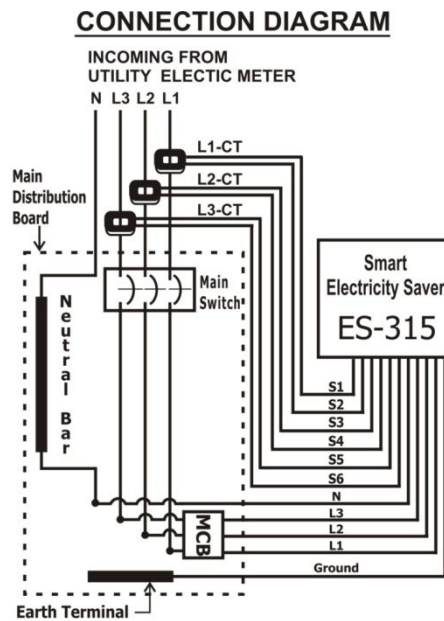 CONNECTION DIAGRAM
INCOMING FROM
UTILITY ELECTIC METER
N L3 L2 L1
L1-CT
L2-CT
L3-CT
Main
Distribution
Board
Main
Switch
Smart
Electricity Saver
ES-315
Neutral Bar
S1
S2
S3
S4
S5
S6
N
L3
L2
L1
MCB
Ground
Earth Terminal